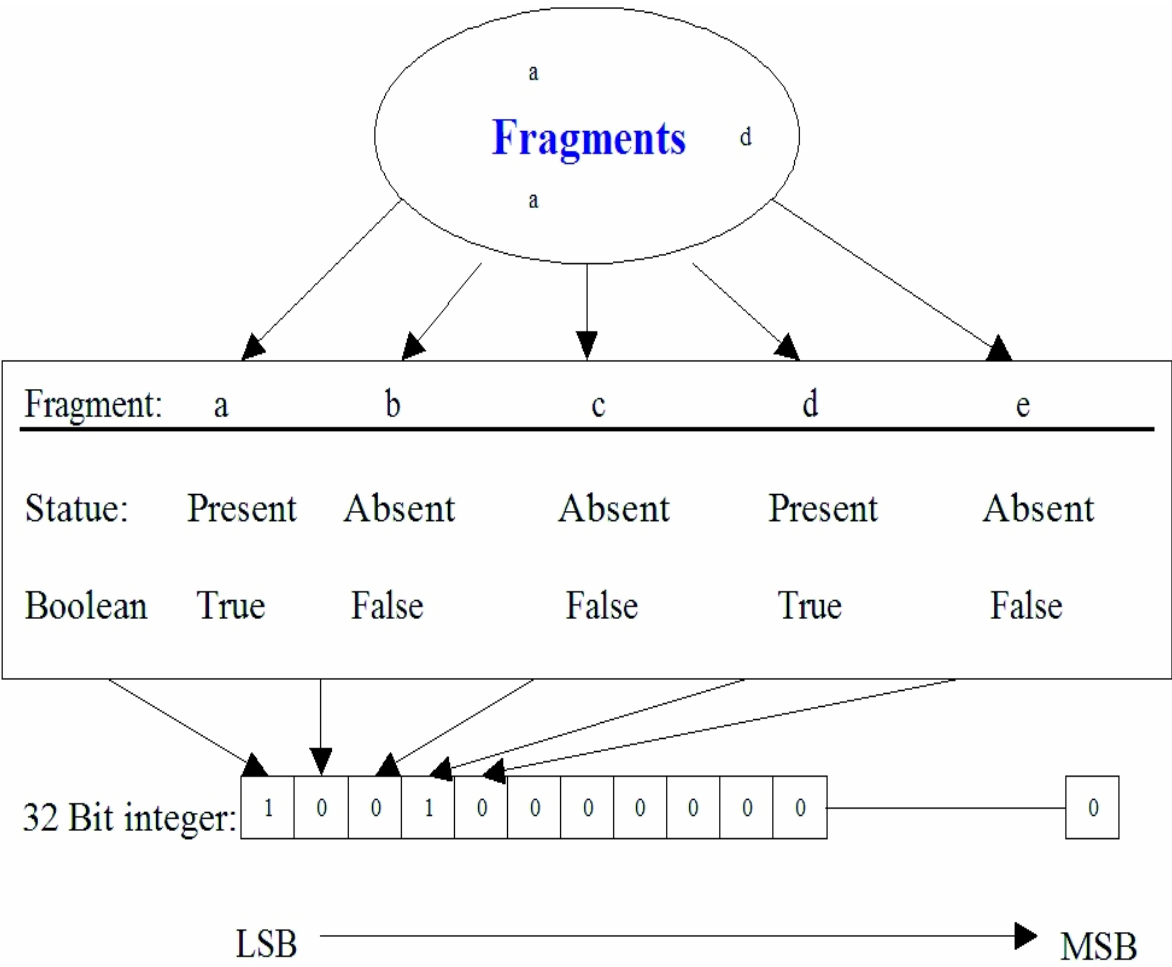 a
Fragments d
a
Fragment: a b c d e
Statue: Present Absent Absent Present Absent
Boolean True False False True False
32 Bit integer: 1 0 0 1 0 0 0 0 0 0 0 0
LSB MSB